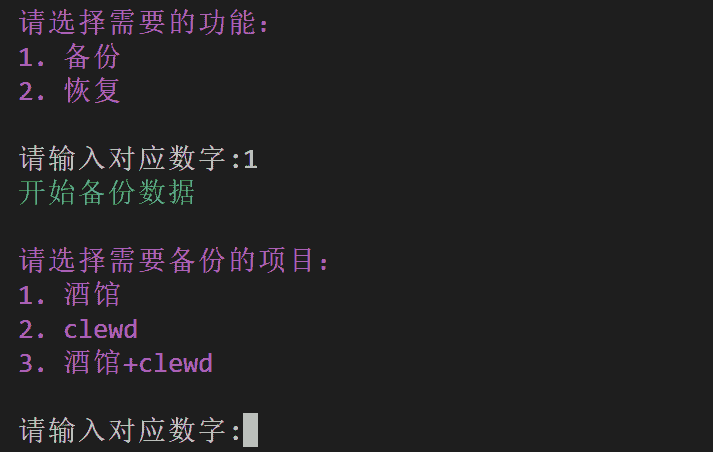 请选择需要的功能：
1. 备份
2. 恢复
请输入对应数字:1
开始备份数据
请选择需要备份的项目：
1. 酒馆
2. clewd
3. 酒馆+clewd
请输入对应数字: